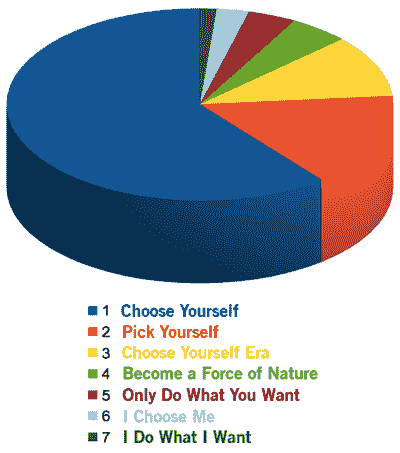 1 Choose Yourself
2 Pick Yourself
3 Choose Yourself Era
4 Become a Force of Nature
5 Only Do What You Want
6 I Choose Me
7 I Do What I Want